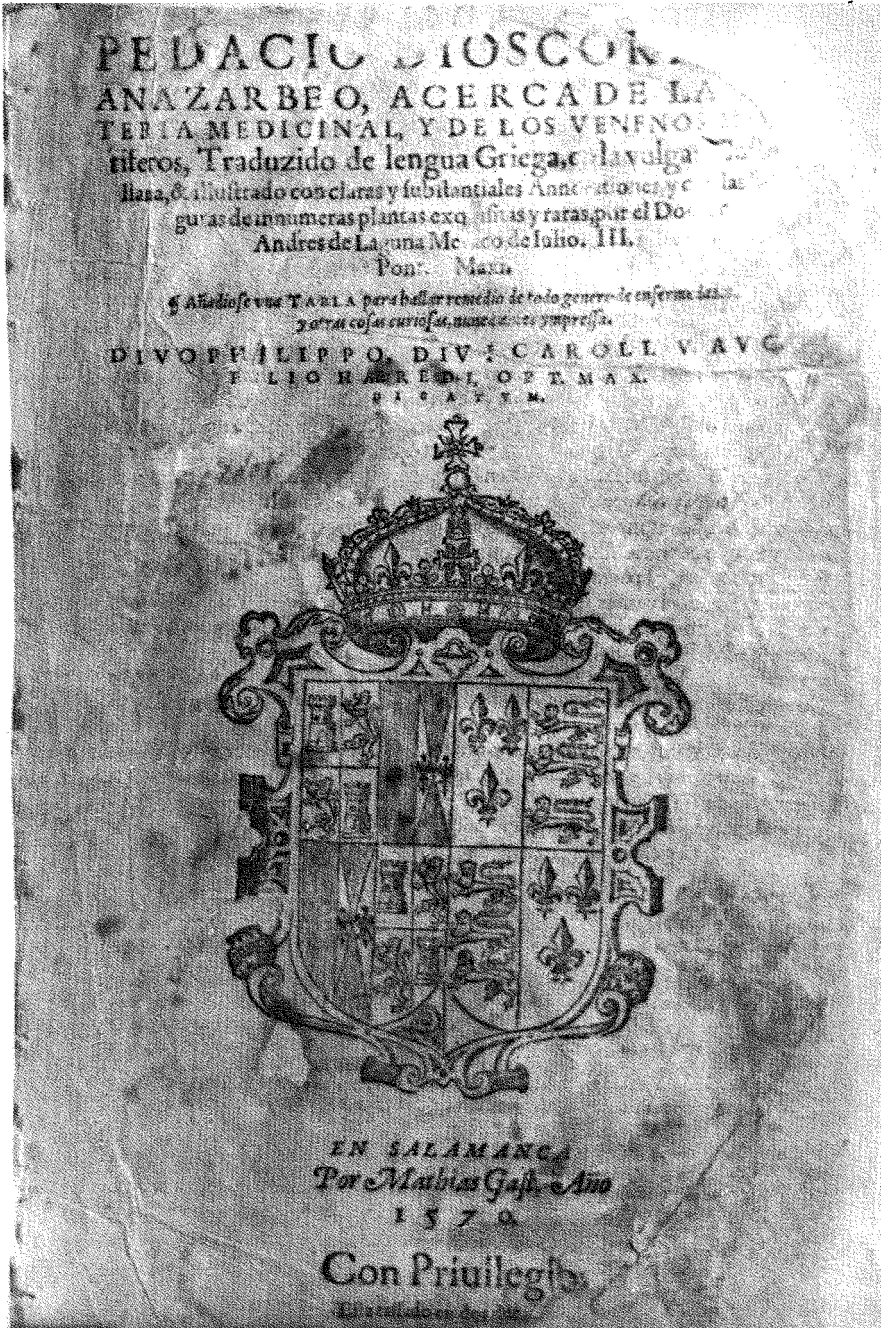 PEDACIO DIOSCOR
ANAZARBEO, ACERCA DE LA
TERIA MEDICINAL, Y DE LOS VENENOS
tiferos, Traduzido de lengua Griega, en la vulgar
llana, & illustrado con claras y substantiales Annotationes, y las
guras de innumeras plantas exquisitas y raras, por el Do
Andres de Laguna Medico de Iulio. III.
Pont. Maxi.
¶ Añadiose vna TABLA para hallar remedio de todo genero de enfermedades,
y otras cosas curiosas, nunca antes ympressa.
DIVO PHILIPPO, DIVI CAROLI V. AVG
FILIO HAEREDI, OPT. MAX.
DICATVM.
EN SALAMANCA
Por Mathias Gast. Año
1570.
Con Priuilegio.